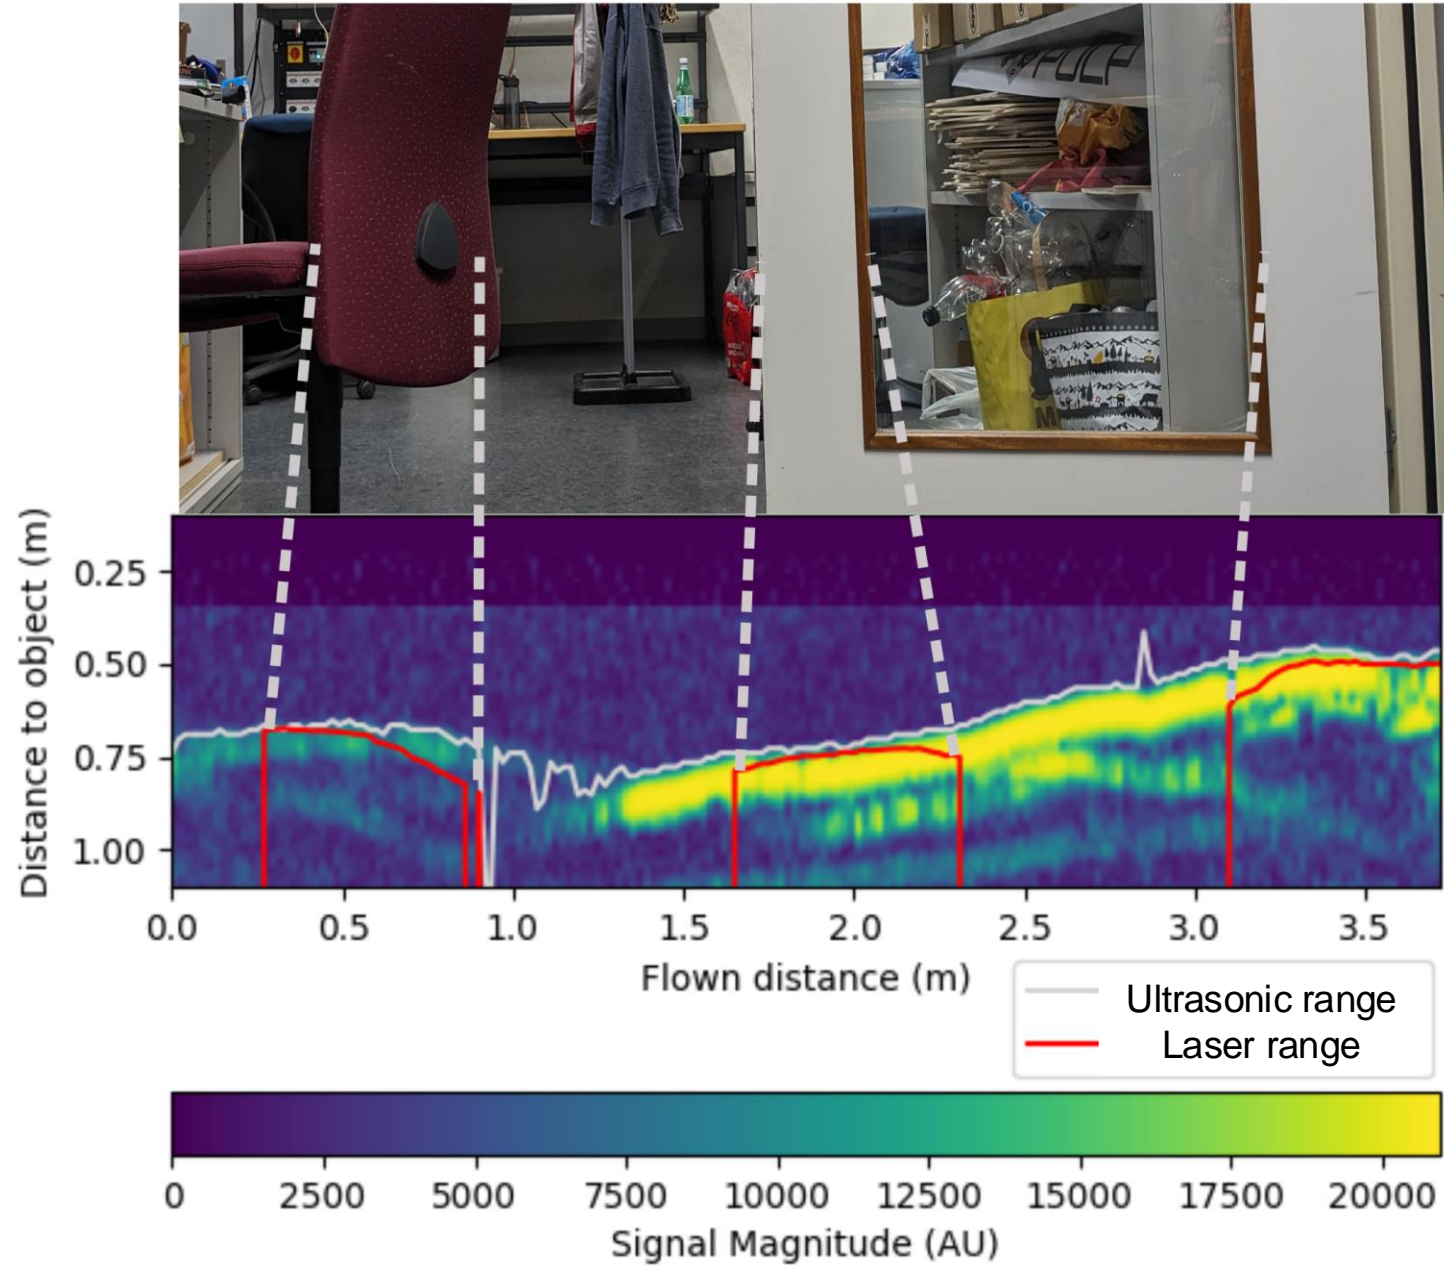 PULP
Distance to object (m)
0.25
0.50
0.75
1.00
0.0 0.5 1.0 1.5 2.0 2.5 3.0 3.5
Flown distance (m)
Ultrasonic range
Laser range
0 2500 5000 7500 10000 12500 15000 17500 20000
Signal Magnitude (AU)